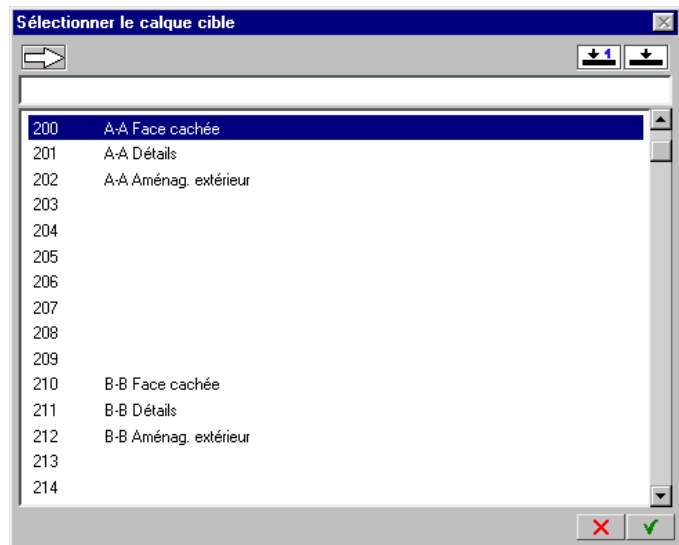 Sélectionner le calque cible
1
200 A-A Face cachée
201 A-A Détails
202 A-A Aménag. extérieur
203
204
205
206
207
208
209
210 B-B Face cachée
211 B-B Détails
212 B-B Aménag. extérieur
213
214